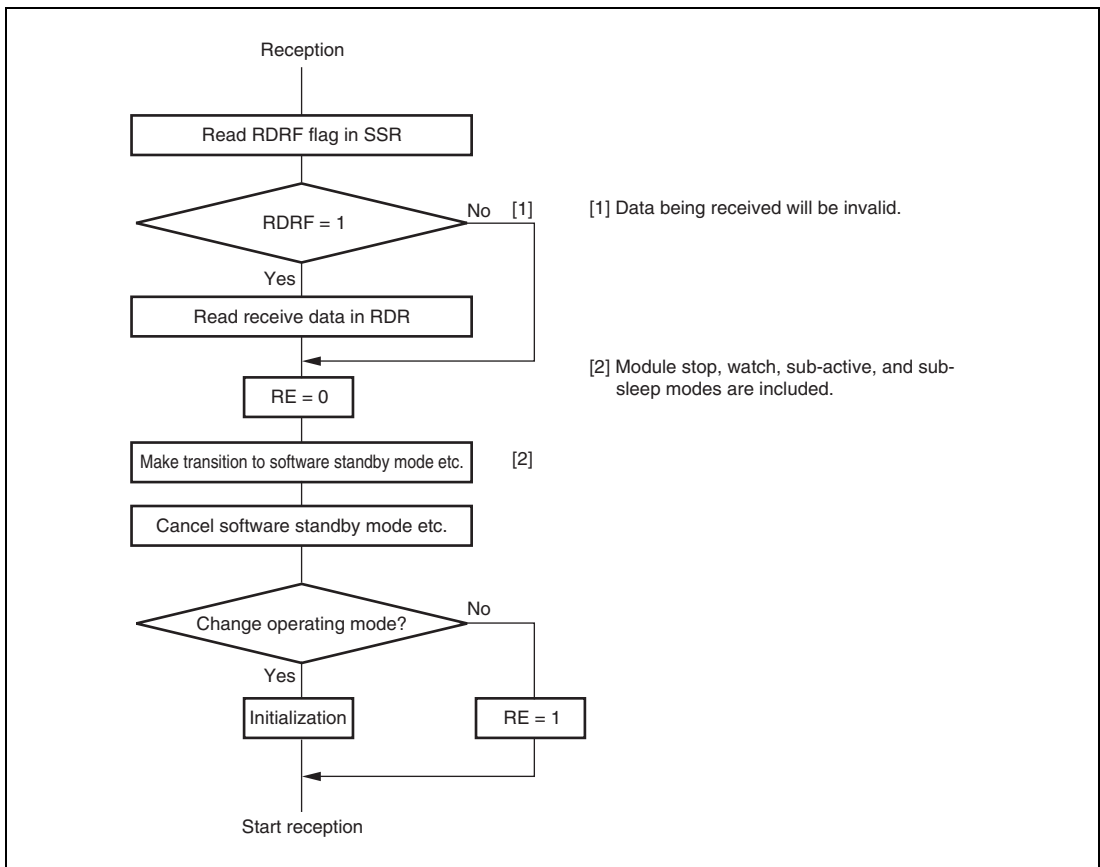 Reception
Read RDRF flag in SSR
RDRF = 1
No [1]
[1] Data being received will be invalid.
Yes
Read receive data in RDR
[2] Module stop, watch, sub-active, and sub-
sleep modes are included.
RE = 0
Make transition to software standby mode etc.
[2]
Cancel software standby mode etc.
Change operating mode?
No
Yes
Initialization
RE = 1
Start reception